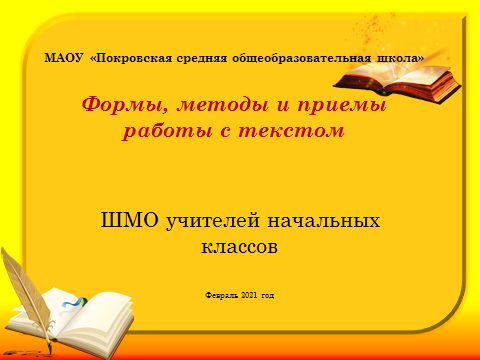 МАОУ «Покровская средняя общеобразовательная школа»
Формы, методы и приемы
работы с текстом
ШМО учителей начальных
классов
Февраль 2021 год